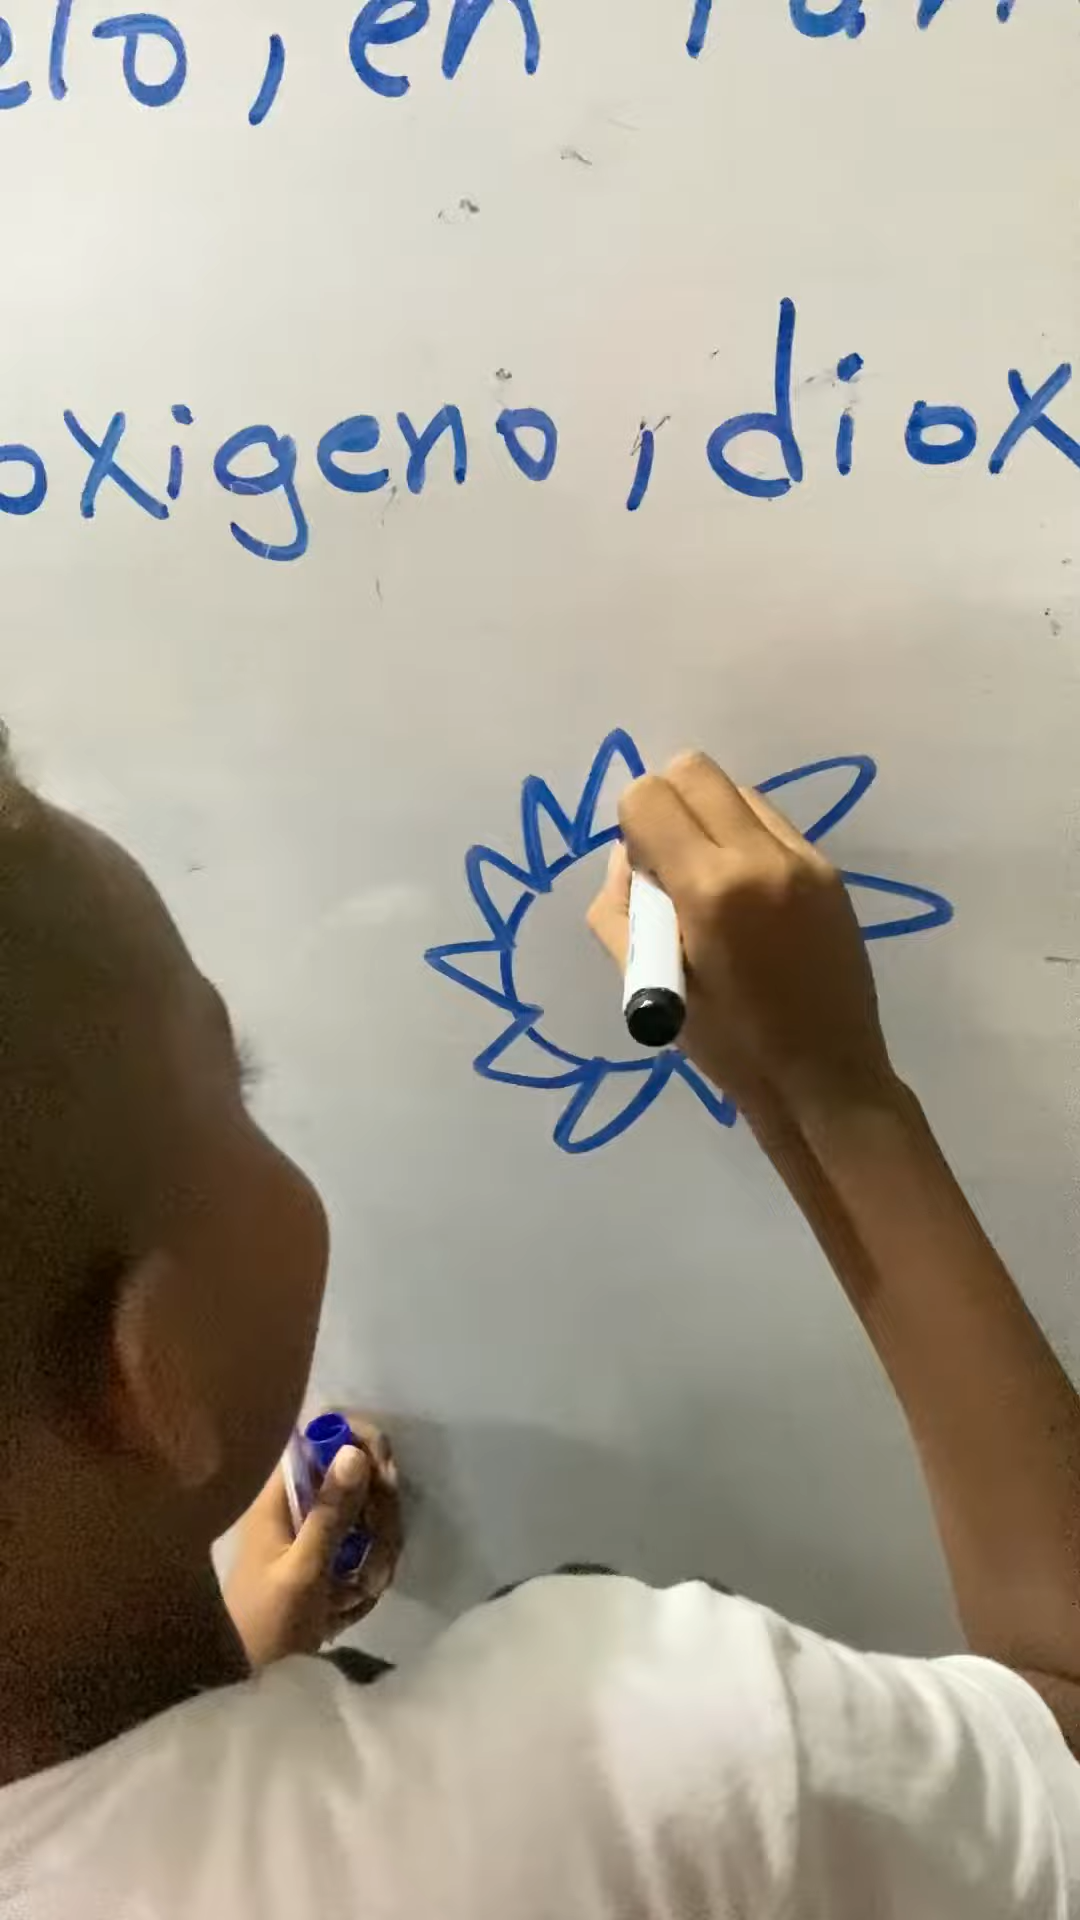 elo, en
oxigeno, diox